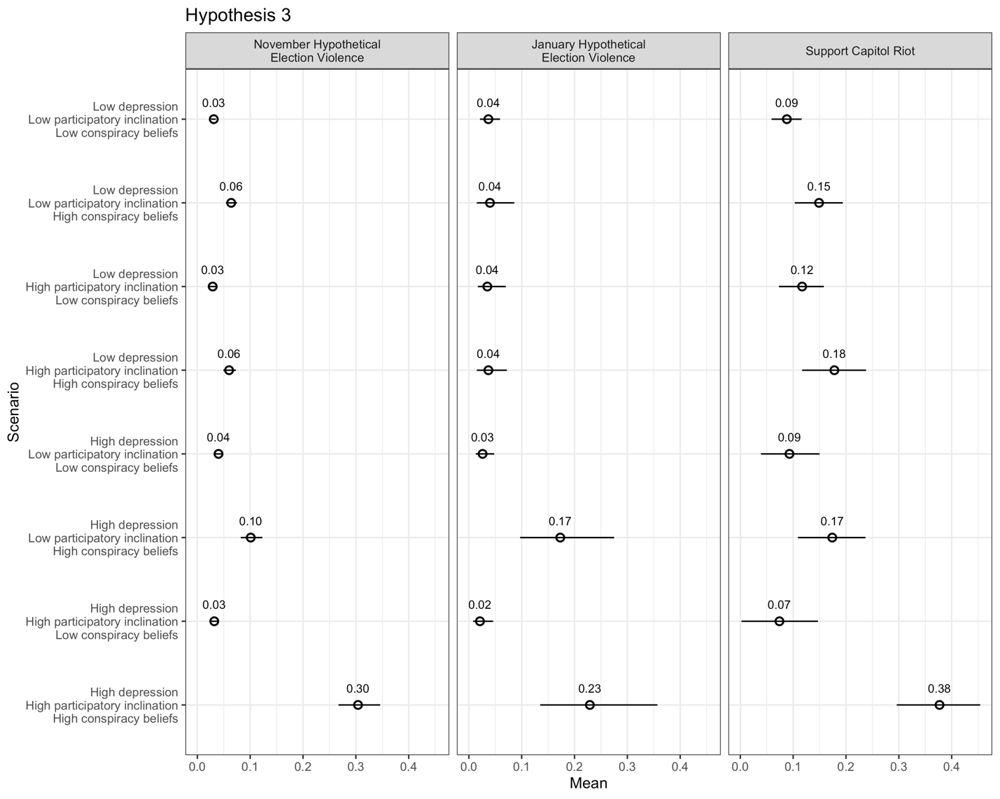 Hypothesis 3
November Hypothetical
Election Violence
January Hypothetical
Election Violence
Support Capitol Riot
Scenario
Low depression
Low participatory inclination
Low conspiracy beliefs
0.03
0.04
0.09
Low depression
Low participatory inclination
High conspiracy beliefs
0.06
0.04
0.15
Low depression
High participatory inclination
Low conspiracy beliefs
0.03
0.04
0.12
Low depression
High participatory inclination
High conspiracy beliefs
0.06
0.04
0.18
High depression
Low participatory inclination
Low conspiracy beliefs
0.04
0.03
0.09
High depression
Low participatory inclination
High conspiracy beliefs
0.10
0.17
0.17
High depression
High participatory inclination
Low conspiracy beliefs
0.03
0.02
0.07
High depression
High participatory inclination
High conspiracy beliefs
0.30
0.23
0.38
0.0 0.1 0.2 0.3 0.4
0.0 0.1 0.2 0.3 0.4
0.0 0.1 0.2 0.3 0.4
Mean